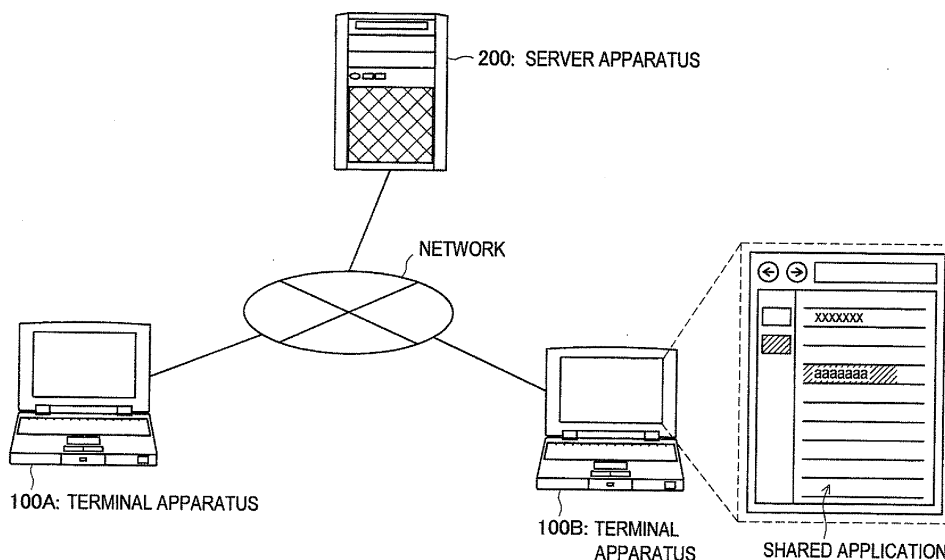 200: SERVER APPARATUS
NETWORK
XXXXXXX
aaaaaaa
100A: TERMINAL APPARATUS
100B: TERMINAL
APPARATUS
SHARED APPLICATION